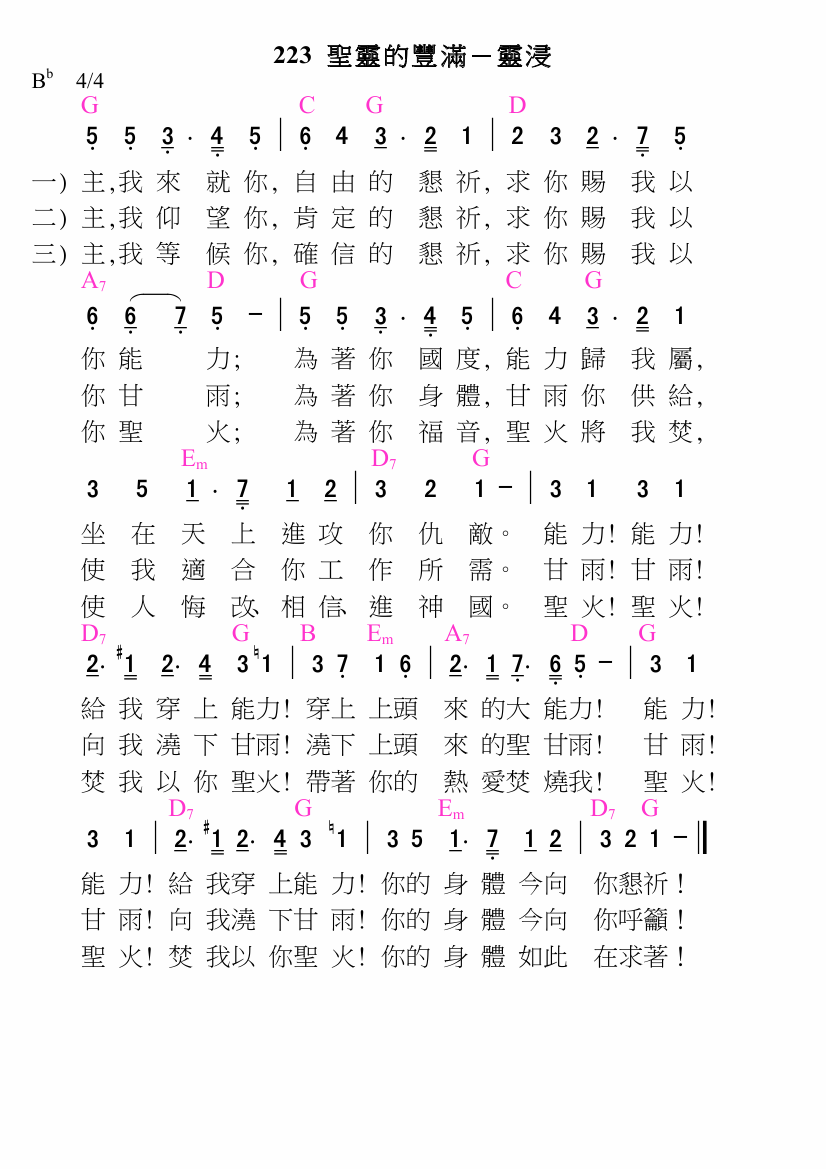 223 聖靈的豐滿－靈浸
B♭ 4/4
G C G D
5 5 3 · 4 5 | 6 4 3 · 2 1 | 2 3 2 · 7 5
一) 主,我來 就你, 自由的 懇祈, 求你賜 我以
二) 主,我仰 望你, 肯定的 懇祈, 求你賜 我以
三) 主,我等 候你, 確信的 懇祈, 求你賜 我以
A7 D G C G
6 6 7 5 － | 5 5 3 · 4 5 | 6 4 3 · 2 1
你能 力; 為著你 國度, 能力歸 我屬,
你甘 雨; 為著你 身體, 甘雨你 供給,
你聖 火; 為著你 福音, 聖火將 我焚,
Em D7 G
3 5 1 · 7 1 2 | 3 2 1 － | 3 1 3 1
坐在天上進攻你仇敵。 能力! 能力!
使我適合你工作所需。 甘雨! 甘雨!
使人悔改、相信、進神國。 聖火! 聖火!
D7 G B Em A7 D G
2· ♯1 2· 4 3 ♮1 | 3 7 1 6 | 2· 1 7· 6 5 － | 3 1
給我穿上能力! 穿上上頭 來的大能力! 能力!
向我澆下甘雨! 澆下上頭 來的聖甘雨! 甘雨!
焚我以你聖火! 帶著你的 熱愛焚燒我! 聖火!
D7 G Em D7 G
3 1 | 2· ♯1 2· 4 3 ♮1 | 3 5 1· 7 1 2 | 3 2 1 － ‖
能力! 給我穿上能力! 你的身體今向 你懇祈!
甘雨! 向我澆下甘雨! 你的身體今向 你呼籲!
聖火! 焚我以你聖火! 你的身體如此 在求著!